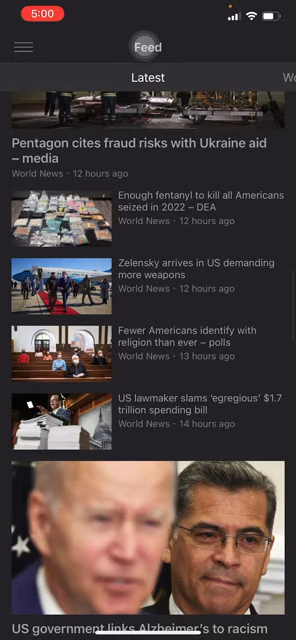 5:00
Feed
Latest
Wo
Pentagon cites fraud risks with Ukraine aid
– media
World News · 12 hours ago
Enough fentanyl to kill all Americans
seized in 2022 – DEA
World News · 12 hours ago
Zelensky arrives in US demanding
more weapons
World News · 12 hours ago
Fewer Americans identify with
religion than ever – polls
World News · 13 hours ago
US lawmaker slams ‘egregious’ $1.7
trillion spending bill
World News · 14 hours ago
US government links Alzheimer’s to racism